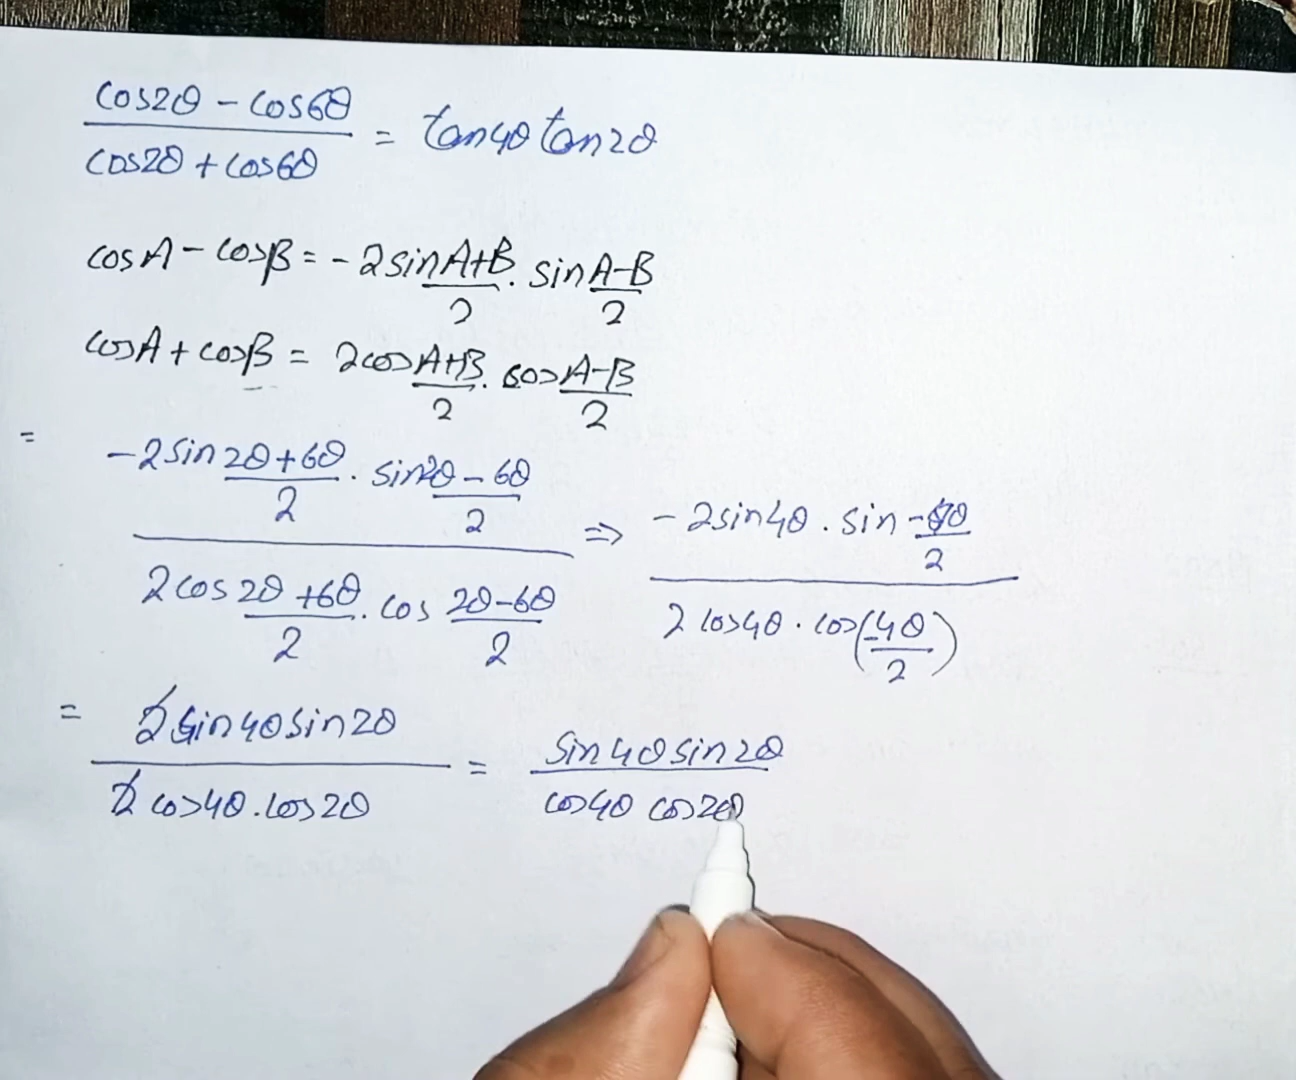 cos2θ - cos6θ / cos2θ + cos6θ = tan4θ tan2θ
cosA - cosB = - 2sin A+B/2 . sin A-B/2
cosA + cosB = 2cos A+B/2 . cos A-B/2
= -2sin 2θ+6θ/2 . sin 2θ-6θ/2 / 2cos 2θ+6θ/2 . cos 2θ-6θ/2 ⇒ -2sin4θ . sin -4θ/2 / 2cos4θ . cos(-4θ/2)
= 2sin4θ sin2θ / 2cos4θ . cos2θ = sin4θ sin2θ / cos4θ cos2θ